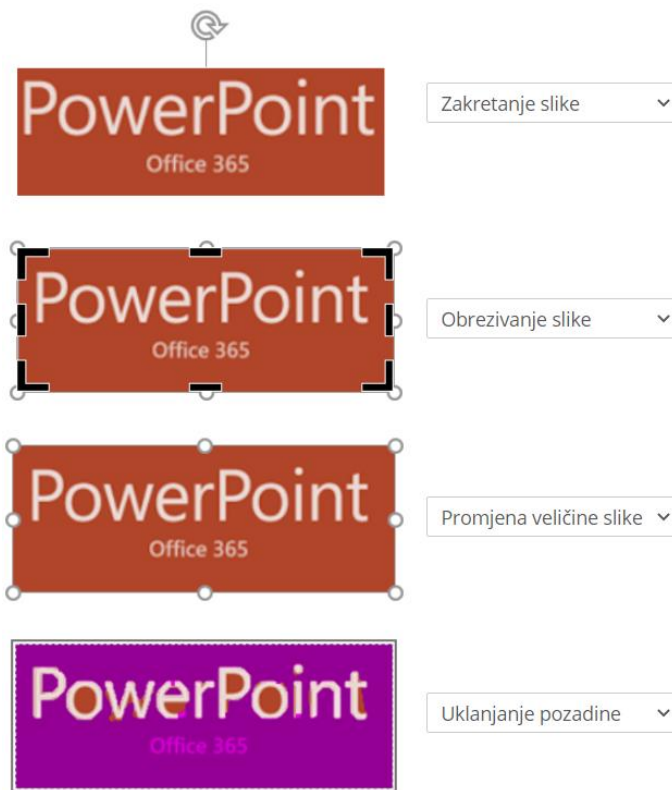 PowerPoint
Office 365
Zakretanje slike
PowerPoint
Office 365
Obrezivanje slike
PowerPoint
Office 365
Promjena veličine slike
PowerPoint
Office 365
Uklanjanje pozadine